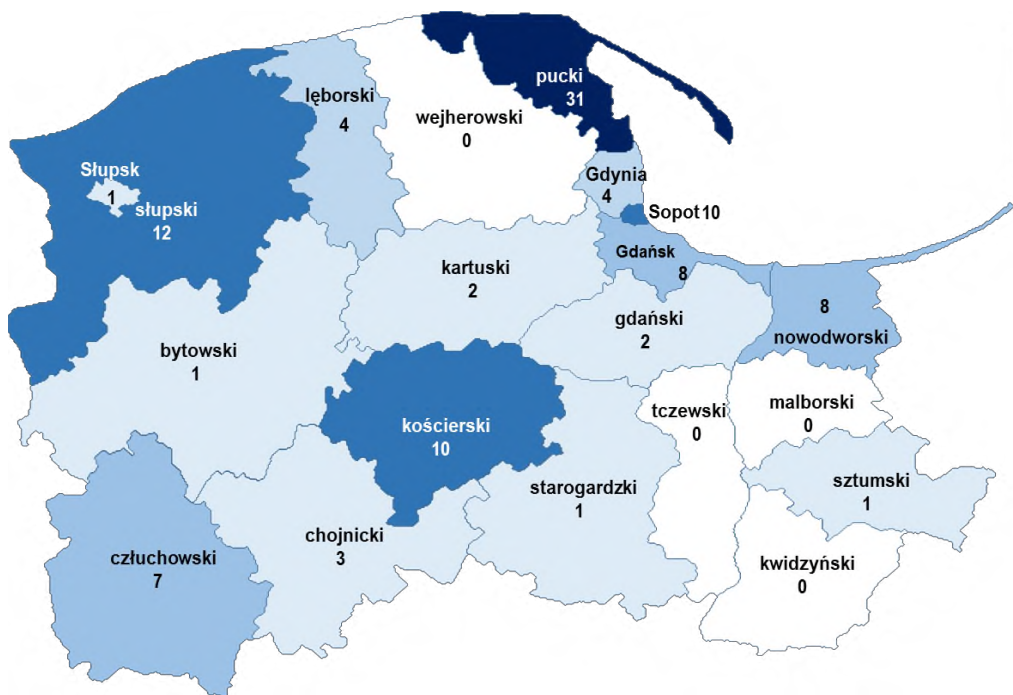 pucki
31
lęborski
4
wejherowski
0
Słupsk
1
słupski
12
Gdynia
4
Sopot 10
Gdańsk
8
kartuski
2
gdański
2
8
nowodworski
bytowski
1
kościerski
10
tczewski
0
malborski
0
sztumski
1
starogardzki
1
chojnicki
3
człuchowski
7
kwidzyński
0